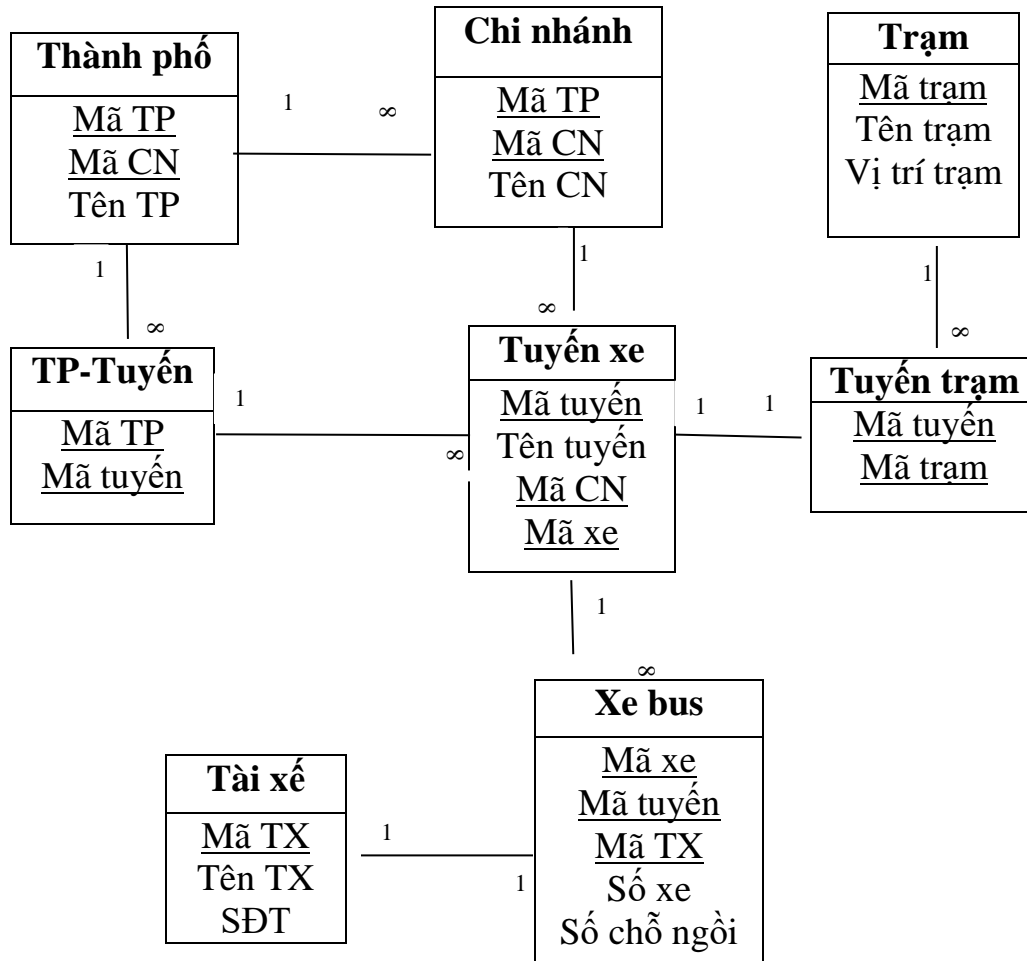 Thành phố
Mã TP
Mã CN
Tên TP
1
∞
Chi nhánh
Mã TP
Mã CN
Tên CN
Trạm
Mã trạm
Tên trạm
Vị trí trạm
1
∞
1
∞
1
∞
TP-Tuyến
Mã TP
Mã tuyến
1
∞
Tuyến xe
Mã tuyến
Tên tuyến
Mã CN
Mã xe
1
1
Tuyến trạm
Mã tuyến
Mã trạm
1
∞
Tài xế
Mã TX
Tên TX
SĐT
1
1
Xe bus
Mã xe
Mã tuyến
Mã TX
Số xe
Số chỗ ngồi